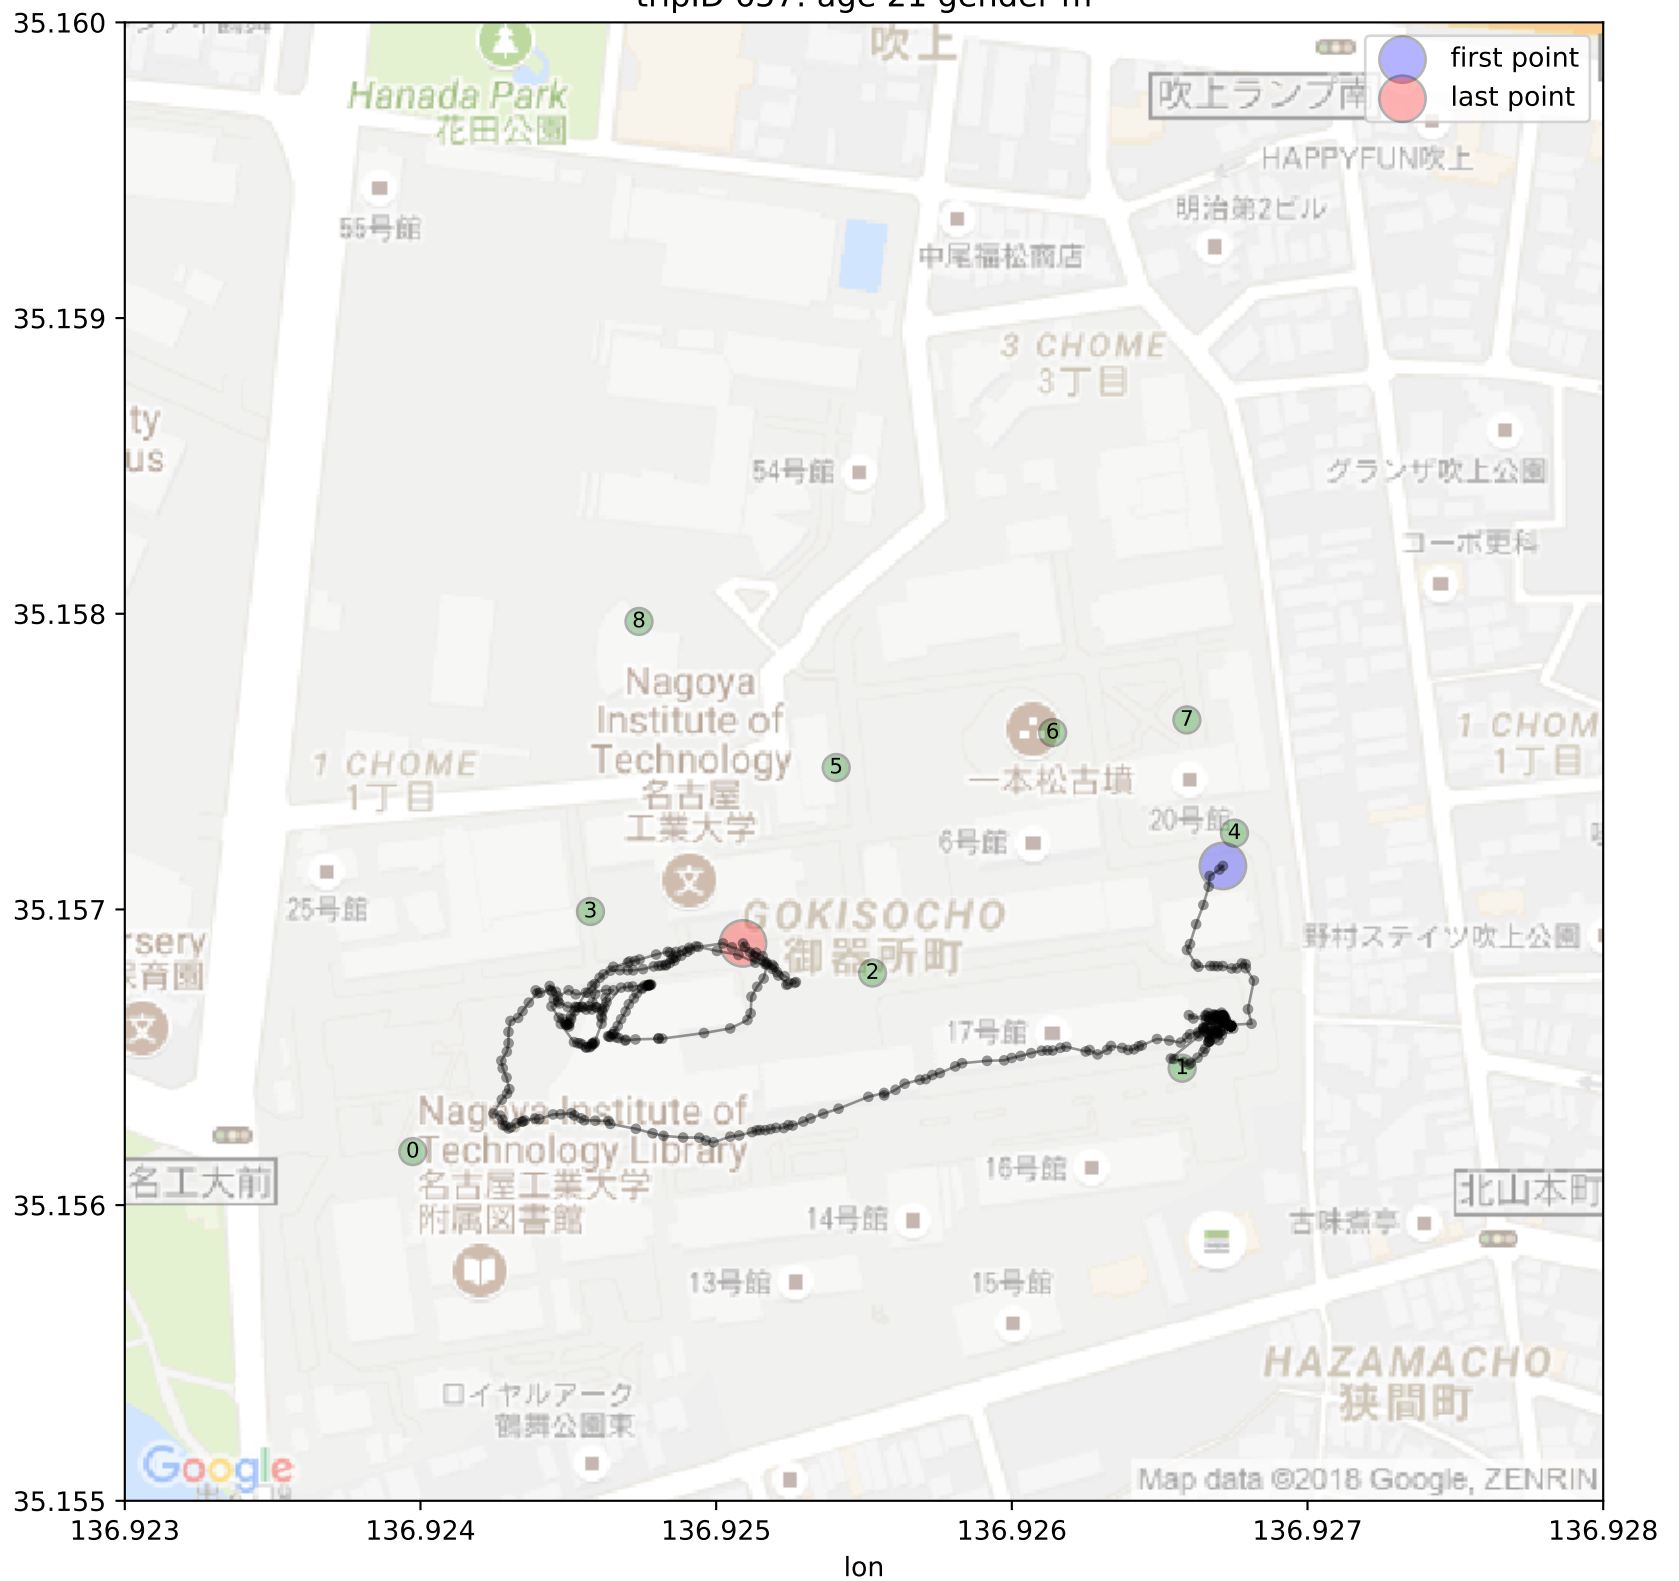 35.160
吹上
first point
last point
Hanada Park
花田公園
吹上ランプ南
HAPPYFUN吹上
55号館
明治第2ビル
中尾福松商店
35.159
3 CHOME
3丁目
ty
us
54号館
グランザ吹上公園
コーポ更科
35.158
8
Nagoya
Institute of
Technology
名古屋
工業大学
7
6
5
1 CHOM
1丁目
1 CHOME
1丁目
一本松古墳
20号館
4
6号館
25号館
35.157
3
GOKISOCHO
御器所町
野村ステイツ吹上公園
rsery
保育園
2
17号館
1
Nagoya Institute of
Technology Library
名古屋工業大学
附属図書館
0
名工大前
16号館
北山本町
14号館
古味煮亭
35.156
13号館
15号館
HAZAMACHO
狭間町
ロイヤルアーク
鶴舞公園東
Google
Map data ©2018 Google, ZENRIN
35.155
136.923
136.924
136.925
136.926
136.927
136.928
lon